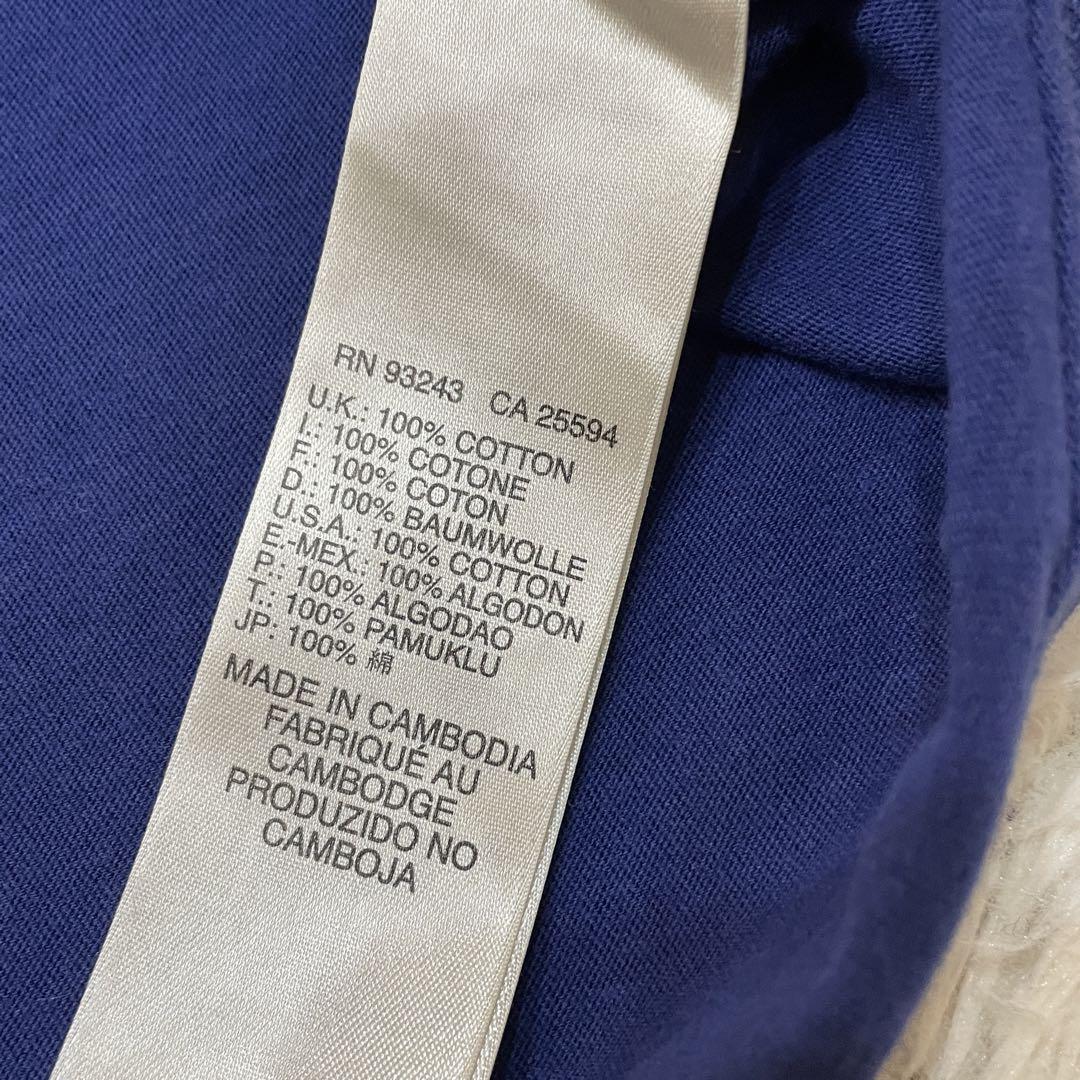 RN 93243 CA 25594
U.K.: 100% COTTON
I.: 100% COTONE
F.: 100% COTON
D.: 100% BAUMWOLLE
U.S.A.: 100% COTTON
E.-MEX.: 100% ALGODON
P.: 100% ALGODAO
T.: 100% PAMUKLU
JP: 100% 綿
MADE IN CAMBODIA
FABRIQUÉ AU
CAMBODGE
PRODUZIDO NO
CAMBOJA